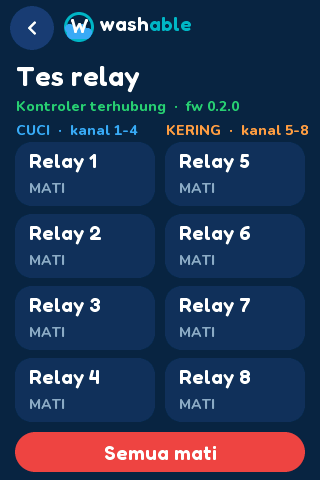 washable
Tes relay
Kontroler terhubung · fw 0.2.0
CUCI · kanal 1-4
KERING · kanal 5-8
Relay 1
MATI
Relay 5
MATI
Relay 2
MATI
Relay 6
MATI
Relay 3
MATI
Relay 7
MATI
Relay 4
MATI
Relay 8
MATI
Semua mati